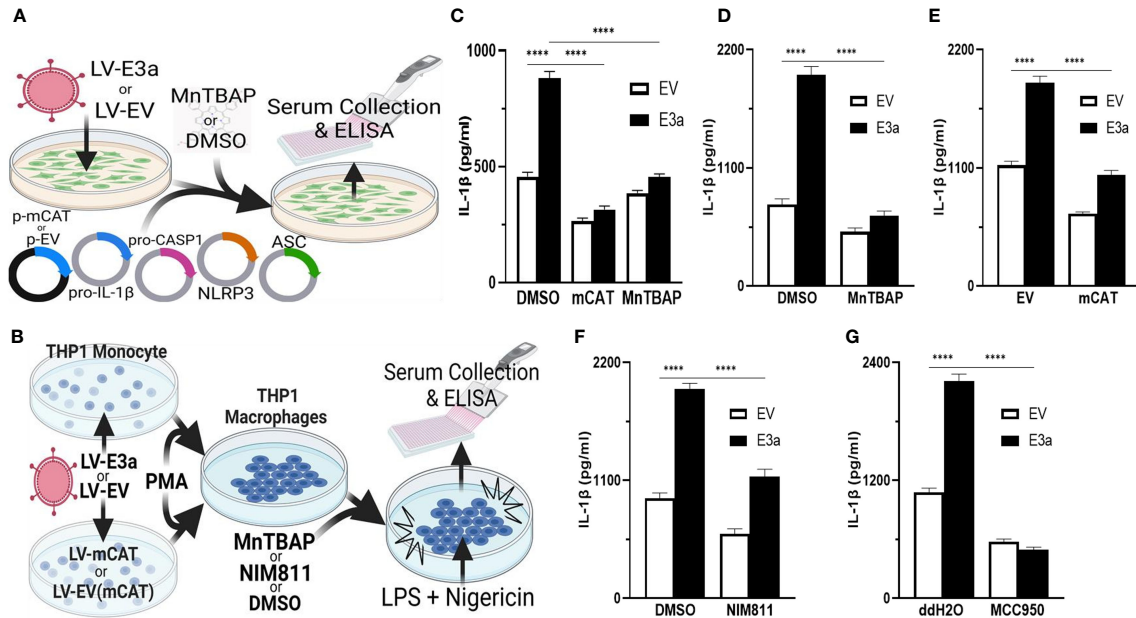 A
LV-E3a
or
LV-EV
MnTBAP
or
DMSO
Serum Collection
& ELISA
p-mCAT
or
p-EV
pro-IL-1β
pro-CASP1
NLRP3
ASC
B
THP1 Monocyte
LV-E3a
or
LV-EV
PMA
LV-mCAT
or
LV-EV(mCAT)
THP1
Macrophages
MnTBAP
or
NIM811
or
DMSO
Serum Collection
& ELISA
LPS + Nigericin
C
IL-1β (pg/ml)
1000
500
0
****
**** ****
EV
E3a
DMSO mCAT MnTBAP
D
IL-1β (pg/ml)
2200
1100
0
**** ****
EV
E3a
DMSO MnTBAP
E
IL-1β (pg/ml)
2200
1100
0
**** ****
EV
E3a
EV mCAT
F
IL-1β (pg/ml)
2200
1100
0
**** ****
EV
E3a
DMSO NIM811
G
IL-1β (pg/ml)
2400
1200
0
**** ****
EV
E3a
ddH2O MCC950